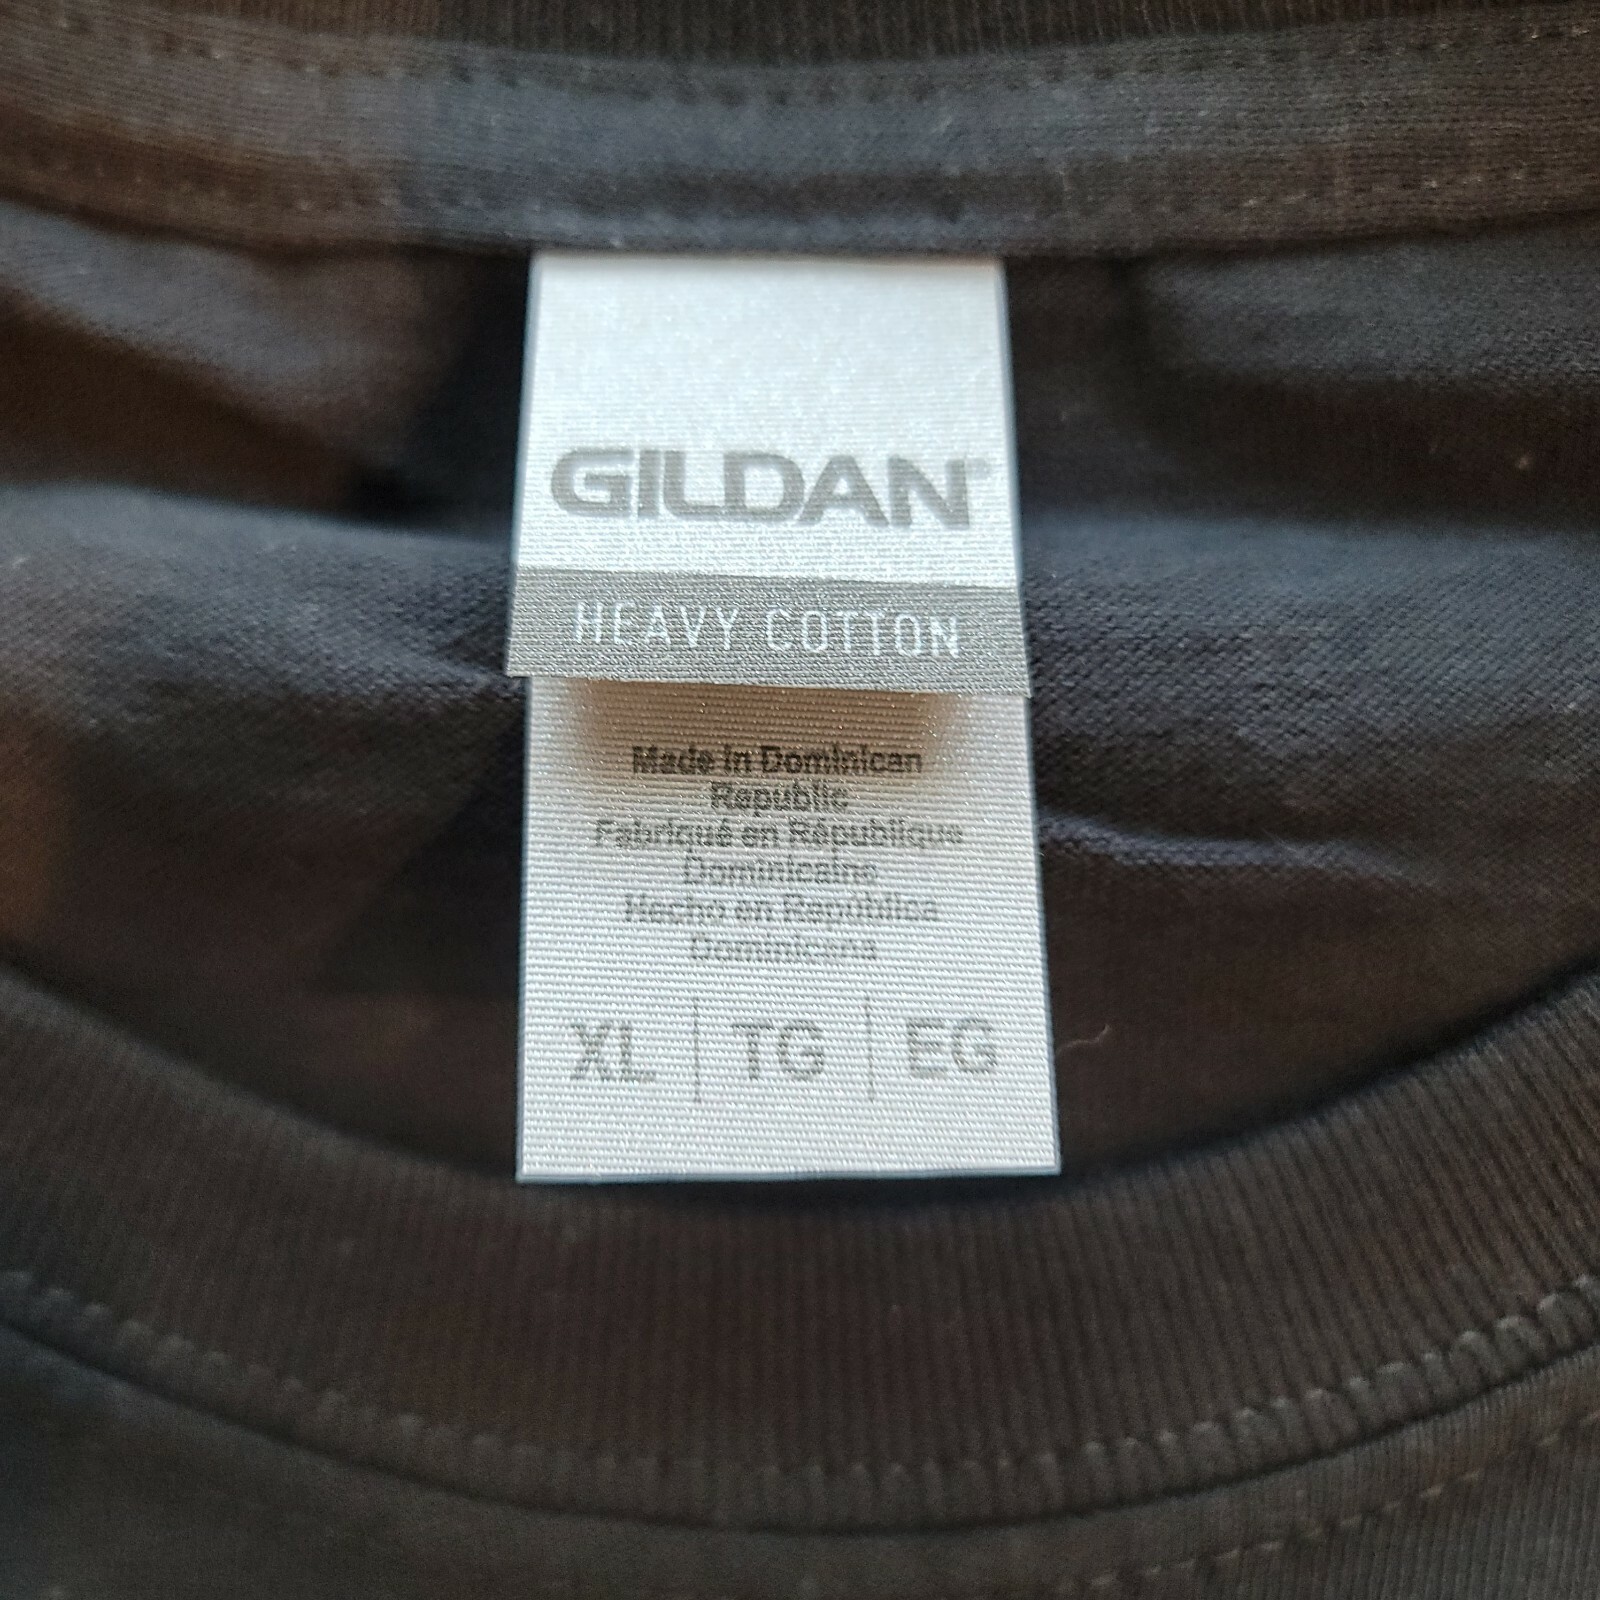 GILDAN®
HEAVY COTTON
Made in Dominican
Republic
Fabriqué en République
Dominicaine
Hecho en República
Dominicana
XL | TG | EG